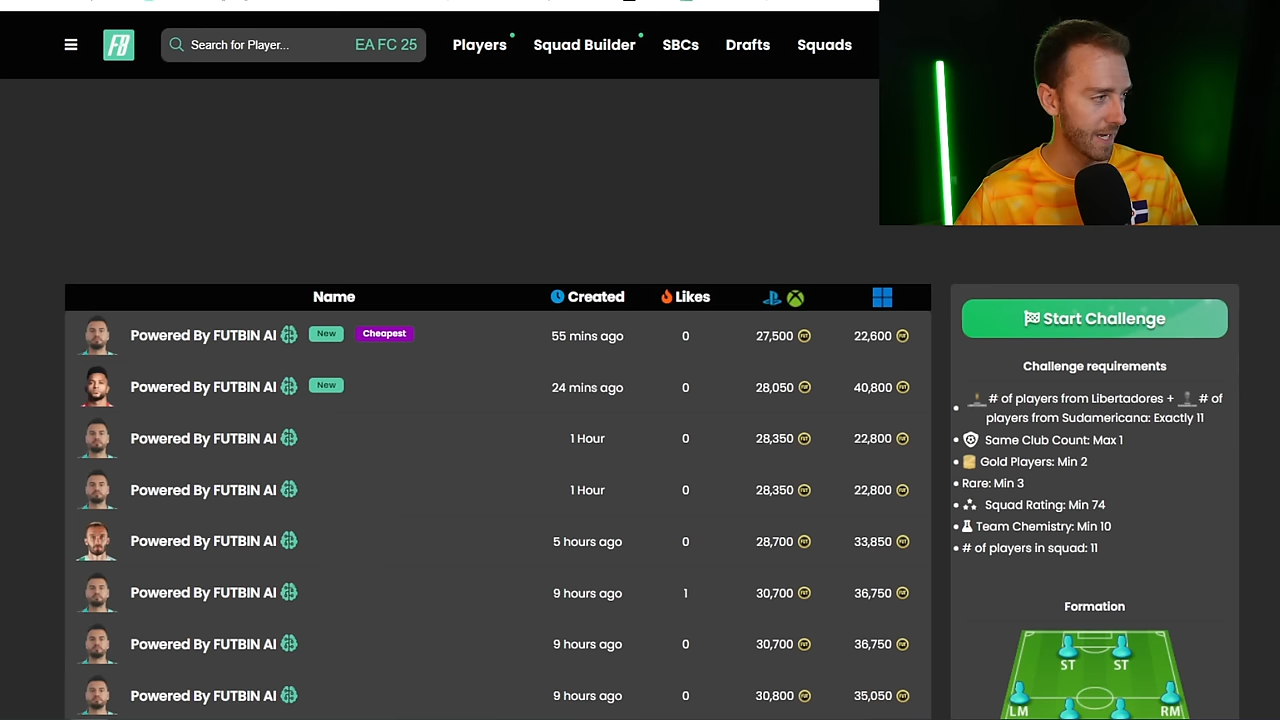 FB
Search for Player...
EA FC 25
Players
Squad Builder
SBCs
Drafts
Squads
Name
Created
Likes
Powered By FUTBIN AI New Cheapest 55 mins ago 0 27,500 22,600
Powered By FUTBIN AI New 24 mins ago 0 28,050 40,800
Powered By FUTBIN AI 1 Hour 0 28,350 22,800
Powered By FUTBIN AI 1 Hour 0 28,350 22,800
Powered By FUTBIN AI 5 hours ago 0 28,700 33,850
Powered By FUTBIN AI 9 hours ago 1 30,700 36,750
Powered By FUTBIN AI 9 hours ago 0 30,700 36,750
Powered By FUTBIN AI 9 hours ago 0 30,800 35,050
Start Challenge
Challenge requirements
# of players from Libertadores + # of
players from Sudamericana: Exactly 11
Same Club Count: Max 1
Gold Players: Min 2
Rare: Min 3
Squad Rating: Min 74
Team Chemistry: Min 10
# of players in squad: 11
Formation
ST ST
LM RM